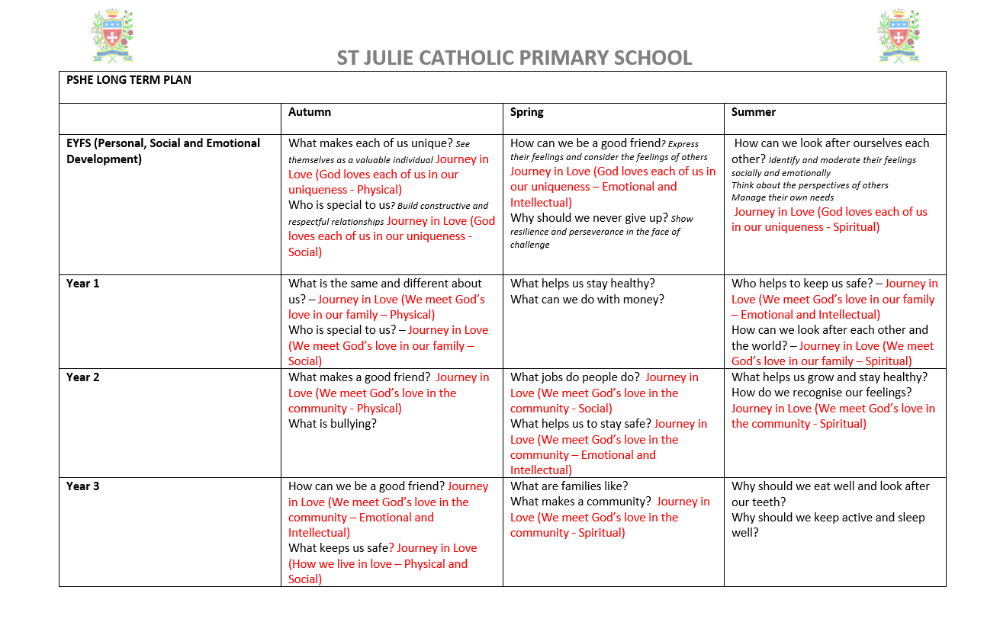 ST JULIE CATHOLIC PRIMARY SCHOOL
PSHE LONG TERM PLAN
Autumn
Spring
Summer
EYFS (Personal, Social and Emotional
Development)
What makes each of us unique? See
themselves as a valuable individual Journey in
Love (God loves each of us in our
uniqueness - Physical)
Who is special to us? Build constructive and
respectful relationships Journey in Love (God
loves each of us in our uniqueness -
Social)
How can we be a good friend? Express
their feelings and consider the feelings of others
Journey in Love (God loves each of us in
our uniqueness – Emotional and
Intellectual)
Why should we never give up? Show
resilience and perseverance in the face of
challenge
How can we look after ourselves each
other? Identify and moderate their feelings
socially and emotionally
Think about the perspectives of others
Manage their own needs
Journey in Love (God loves each of us
in our uniqueness - Spiritual)
Year 1
What is the same and different about
us? – Journey in Love (We meet God’s
love in our family – Physical)
Who is special to us? – Journey in Love
(We meet God’s love in our family –
Social)
What helps us stay healthy?
What can we do with money?
Who helps to keep us safe? – Journey in
Love (We meet God’s love in our family
– Emotional and Intellectual)
How can we look after each other and
the world? – Journey in Love (We meet
God’s love in our family – Spiritual)
Year 2
What makes a good friend? Journey in
Love (We meet God’s love in the
community - Physical)
What is bullying?
What jobs do people do? Journey in
Love (We meet God’s love in the
community - Social)
What helps us to stay safe? Journey in
Love (We meet God’s love in the
community – Emotional and
Intellectual)
What helps us grow and stay healthy?
How do we recognise our feelings?
Journey in Love (We meet God’s love in
the community - Spiritual)
Year 3
How can we be a good friend? Journey
in Love (We meet God’s love in the
community – Emotional and
Intellectual)
What keeps us safe? Journey in Love
(How we live in love – Physical and
Social)
What are families like?
What makes a community? Journey in
Love (We meet God’s love in the
community - Spiritual)
Why should we eat well and look after
our teeth?
Why should we keep active and sleep
well?